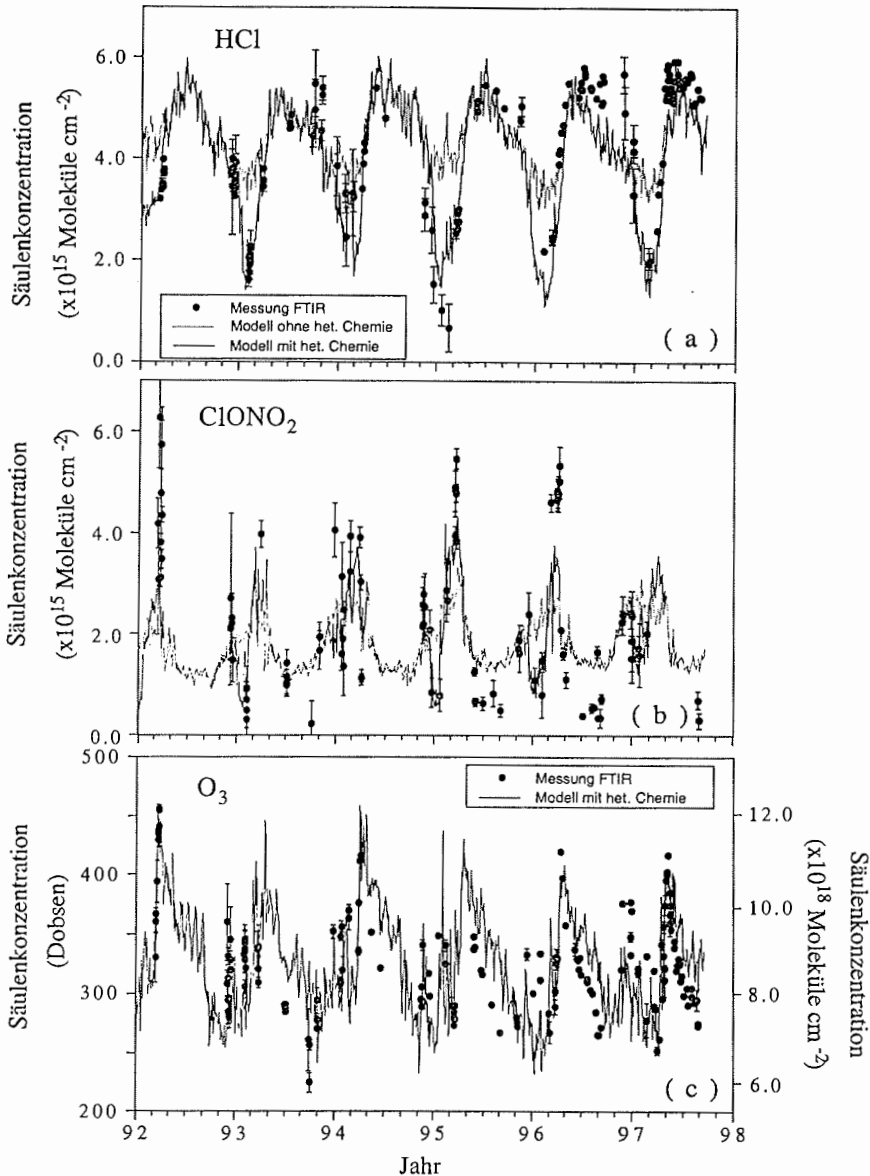 HCl
6.0
4.0
2.0
0.0
Säulenkonzentration
(x10¹⁵ Moleküle cm⁻²)
Messung FTIR
Modell ohne het. Chemie
Modell mit het. Chemie
( a )
ClONO₂
6.0
4.0
2.0
0.0
Säulenkonzentration
(x10¹⁵ Moleküle cm⁻²)
( b )
O₃
500
400
300
200
Säulenkonzentration
(Dobsen)
Messung FTIR
Modell mit het. Chemie
12.0
10.0
8.0
6.0
(x10¹⁸ Moleküle cm⁻²)
Säulenkonzentration
( c )
92 93 94 95 96 97 98
Jahr